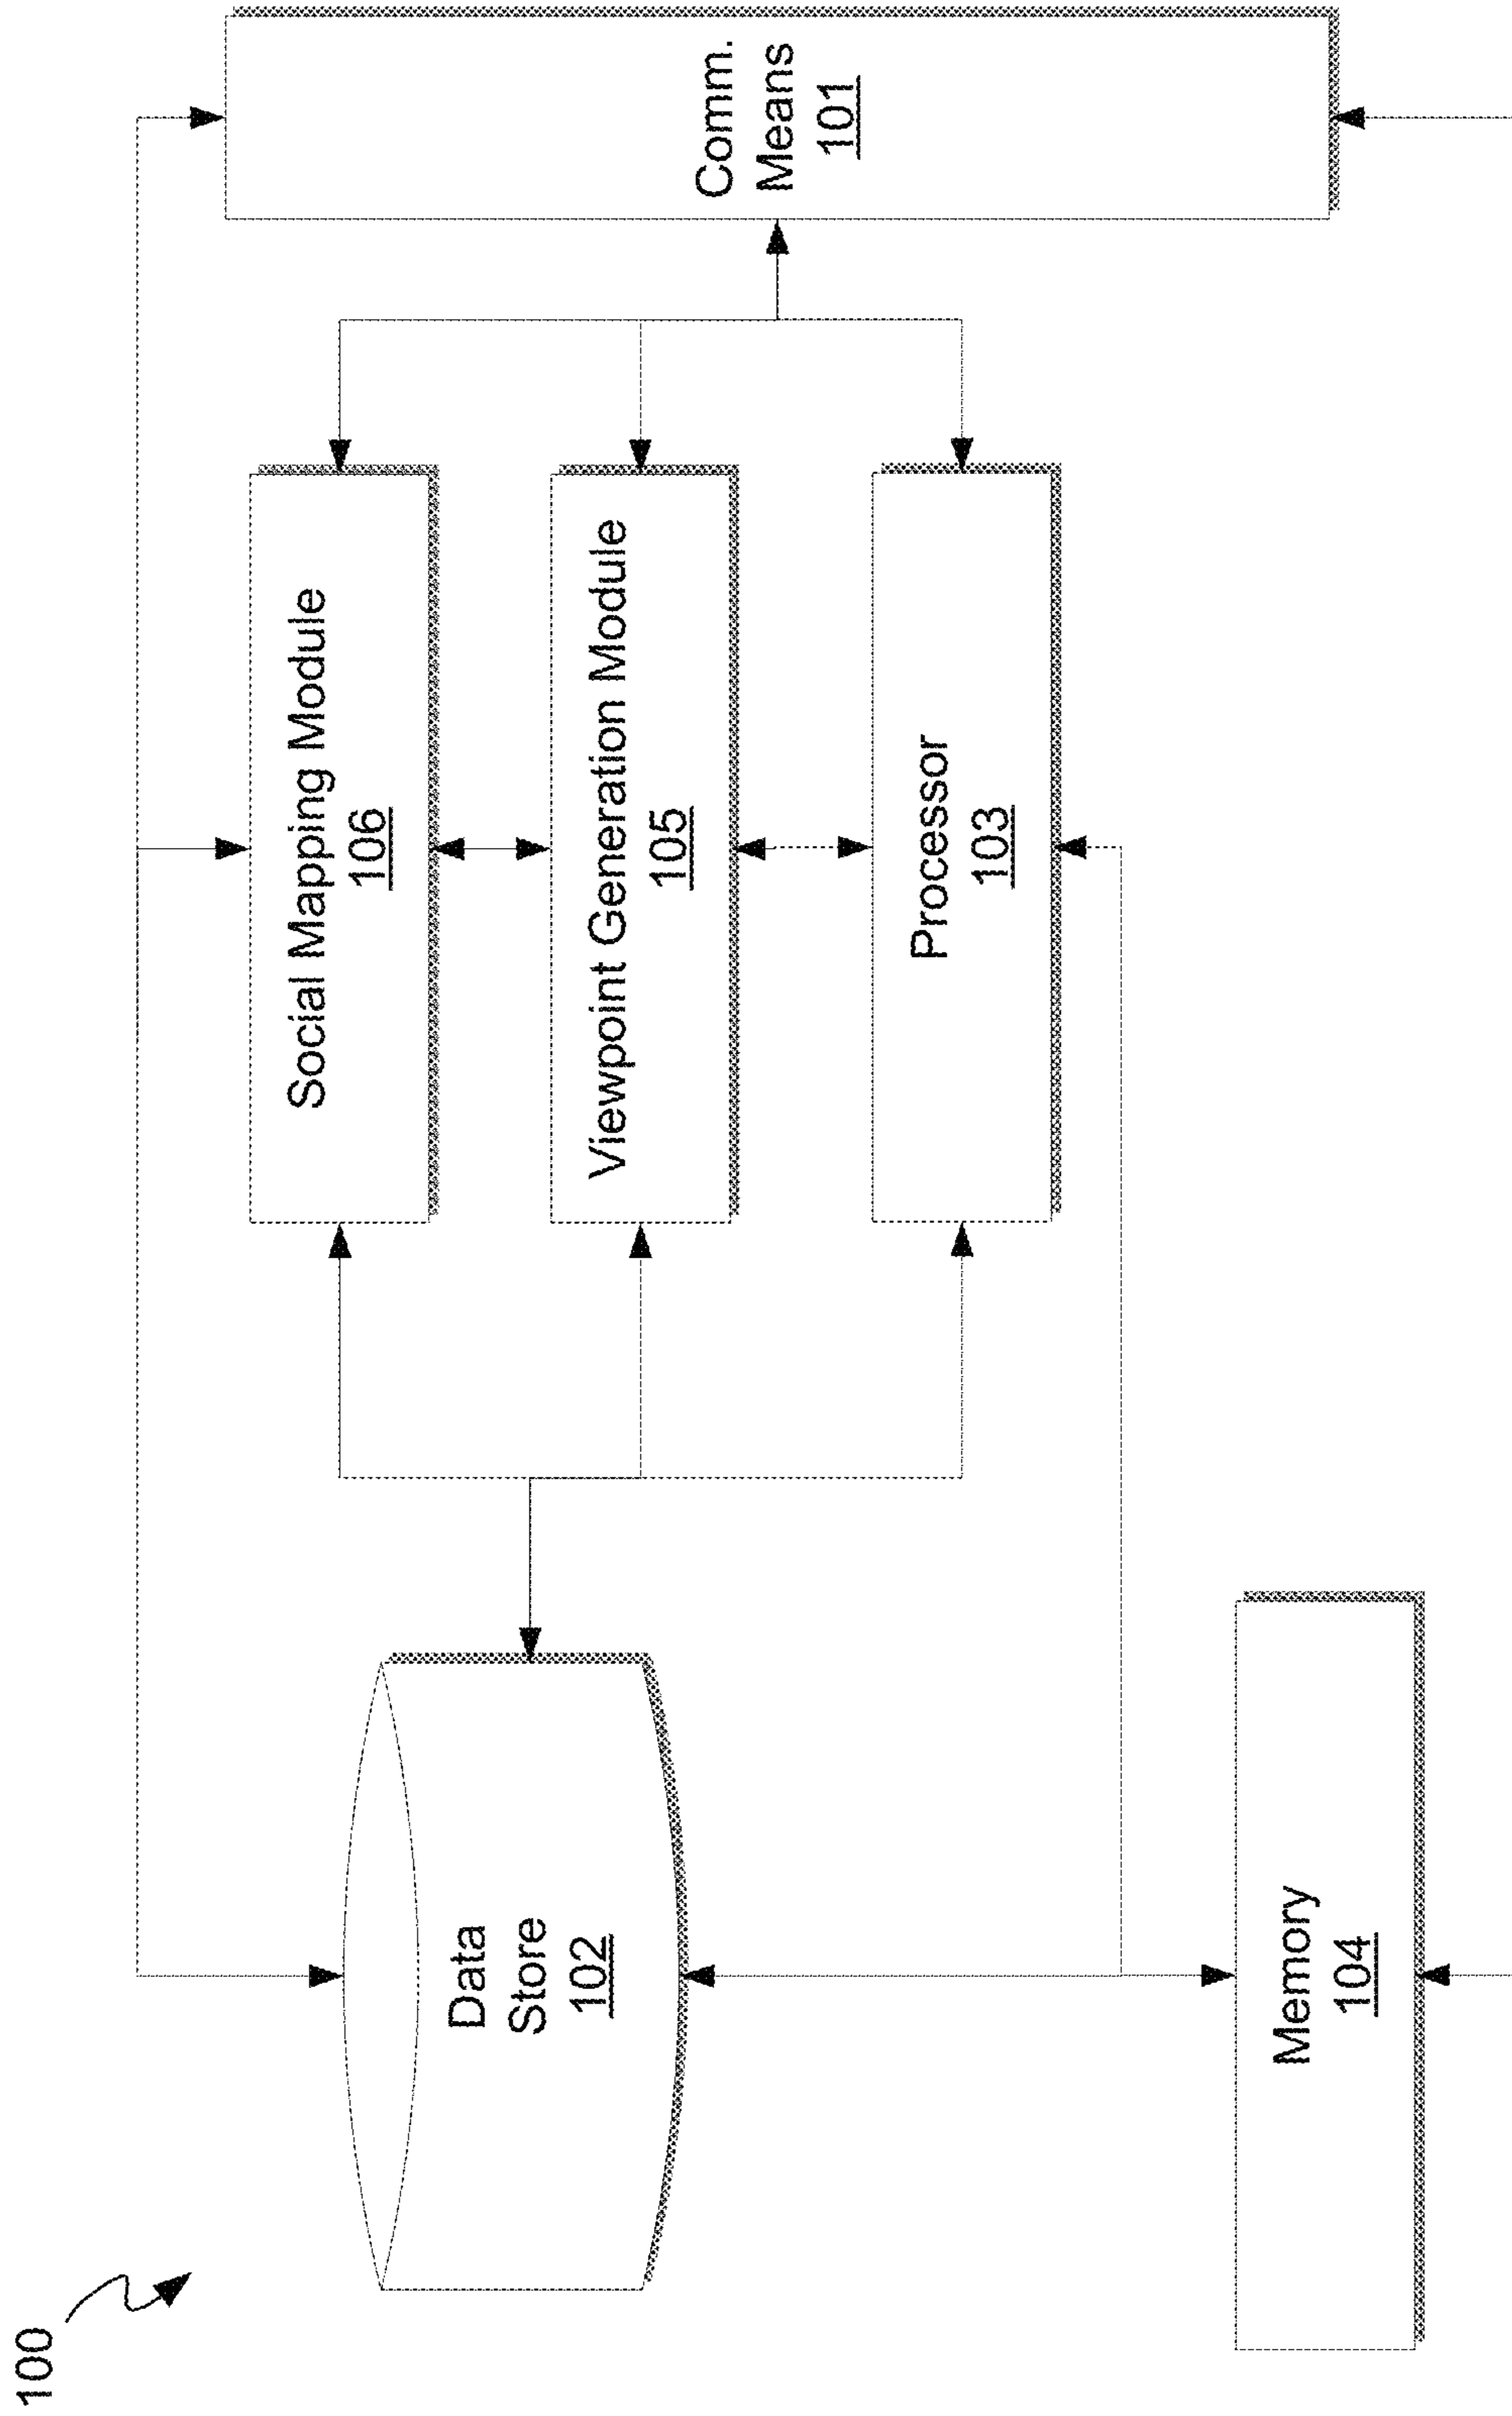 100
Social Mapping Module
106
Comm.
Means
101
Data
Store
102
Viewpoint Generation Module
105
Processor
103
Memory
104